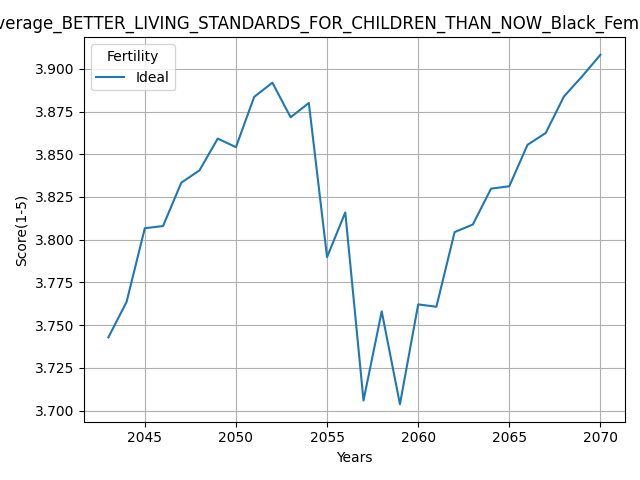 verage_BETTER_LIVING_STANDARDS_FOR_CHILDREN_THAN_NOW_Black_Fem
Fertility
Ideal
Score(1-5)
3.900
3.875
3.850
3.825
3.800
3.775
3.750
3.725
3.700
2045 2050 2055 2060 2065 2070
Years